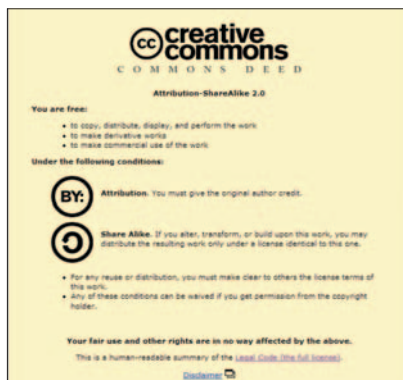 cc creative
commons
COMMONS DEED
Attribution-ShareAlike 2.0
You are free:
• to copy, distribute, display, and perform the work
• to make derivative works
• to make commercial use of the work
Under the following conditions:
BY: Attribution. You must give the original author credit.
Share Alike. If you alter, transform, or build upon this work, you may
distribute the resulting work only under a license identical to this one.
• For any reuse or distribution, you must make clear to others the license terms of
this work.
• Any of these conditions can be waived if you get permission from the copyright
holder.
Your fair use and other rights are in no way affected by the above.
This is a human-readable summary of the Legal Code (the full license).
Disclaimer